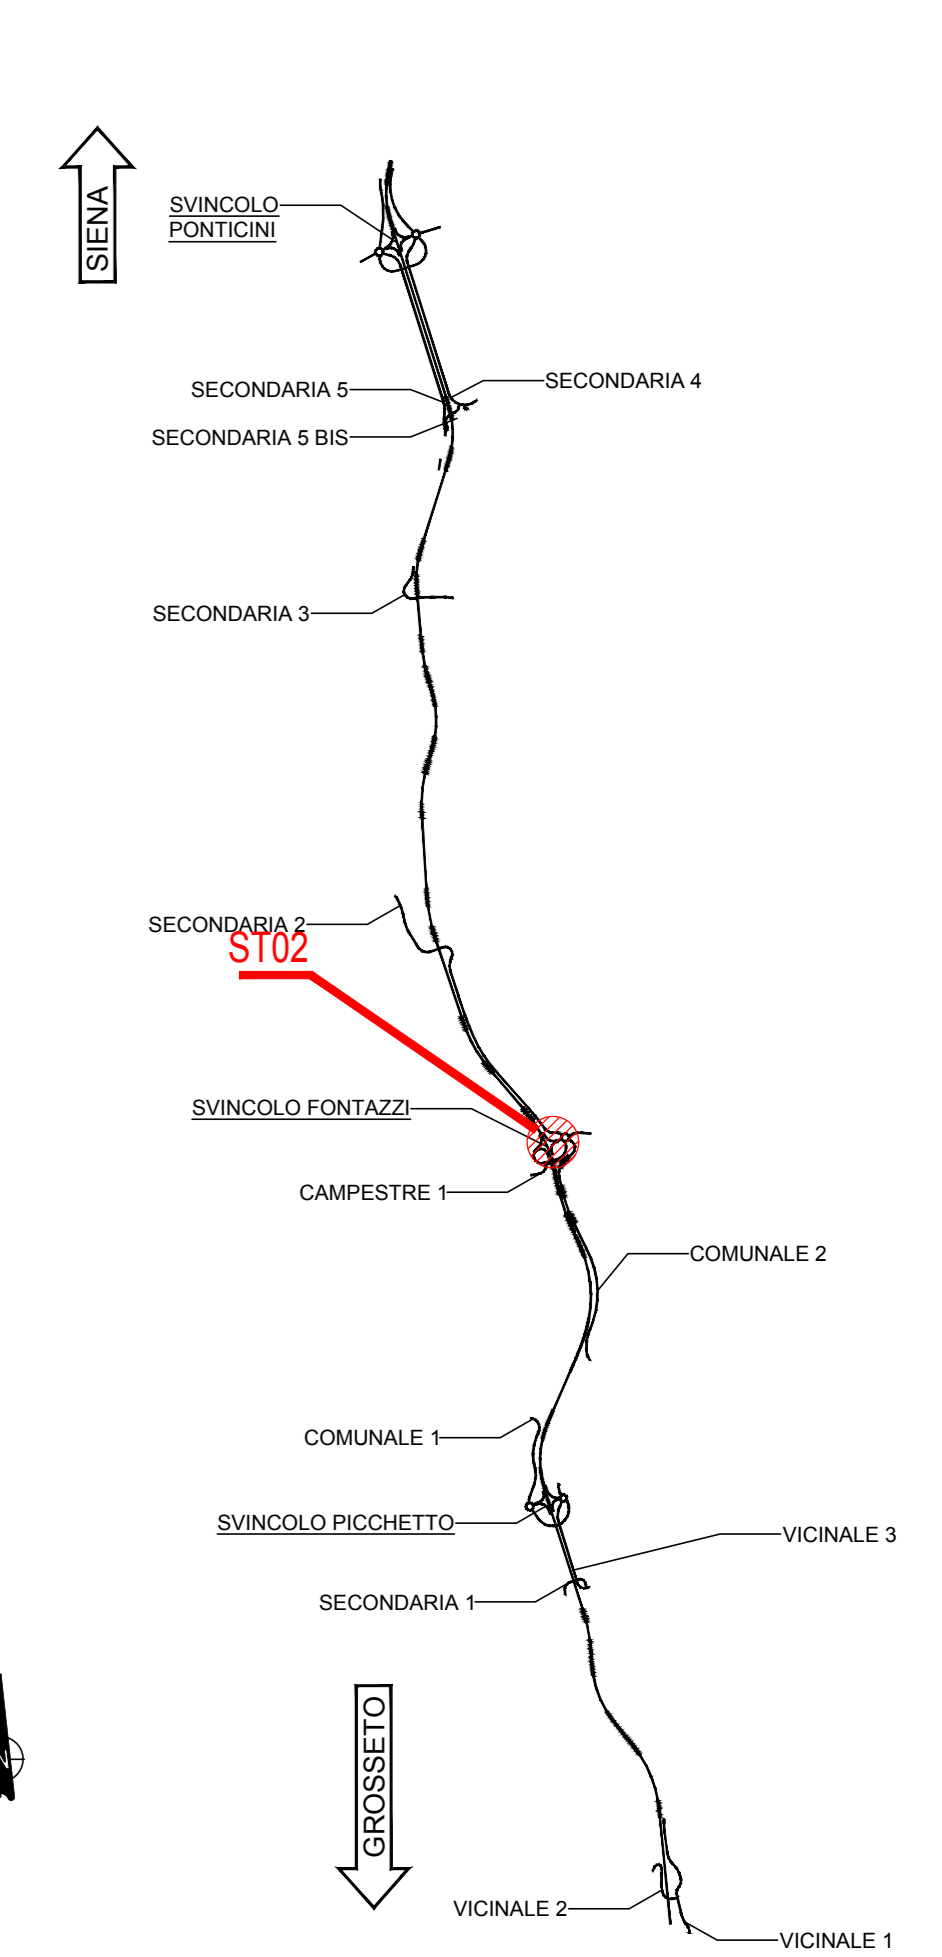 SIENA
SVINCOLO
PONTICINI
SECONDARIA 4
SECONDARIA 5
SECONDARIA 5 BIS
SECONDARIA 3
SECONDARIA 2
ST02
SVINCOLO FONTAZZI
CAMPESTRE 1
COMUNALE 2
COMUNALE 1
SVINCOLO PICCHETTO
VICINALE 3
SECONDARIA 1
GROSSETO
VICINALE 2
VICINALE 1